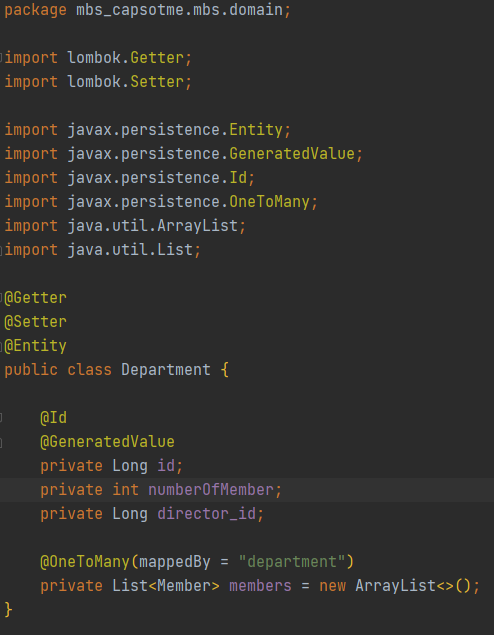 package mbs_capsotme.mbs.domain;
import lombok.Getter;
import lombok.Setter;
import javax.persistence.Entity;
import javax.persistence.GeneratedValue;
import javax.persistence.Id;
import javax.persistence.OneToMany;
import java.util.ArrayList;
import java.util.List;
@Getter
@Setter
@Entity
public class Department {
@Id
@GeneratedValue
private Long id;
private int numberOfMember;
private Long director_id;
@OneToMany(mappedBy = "department")
private List<Member> members = new ArrayList<>();
}